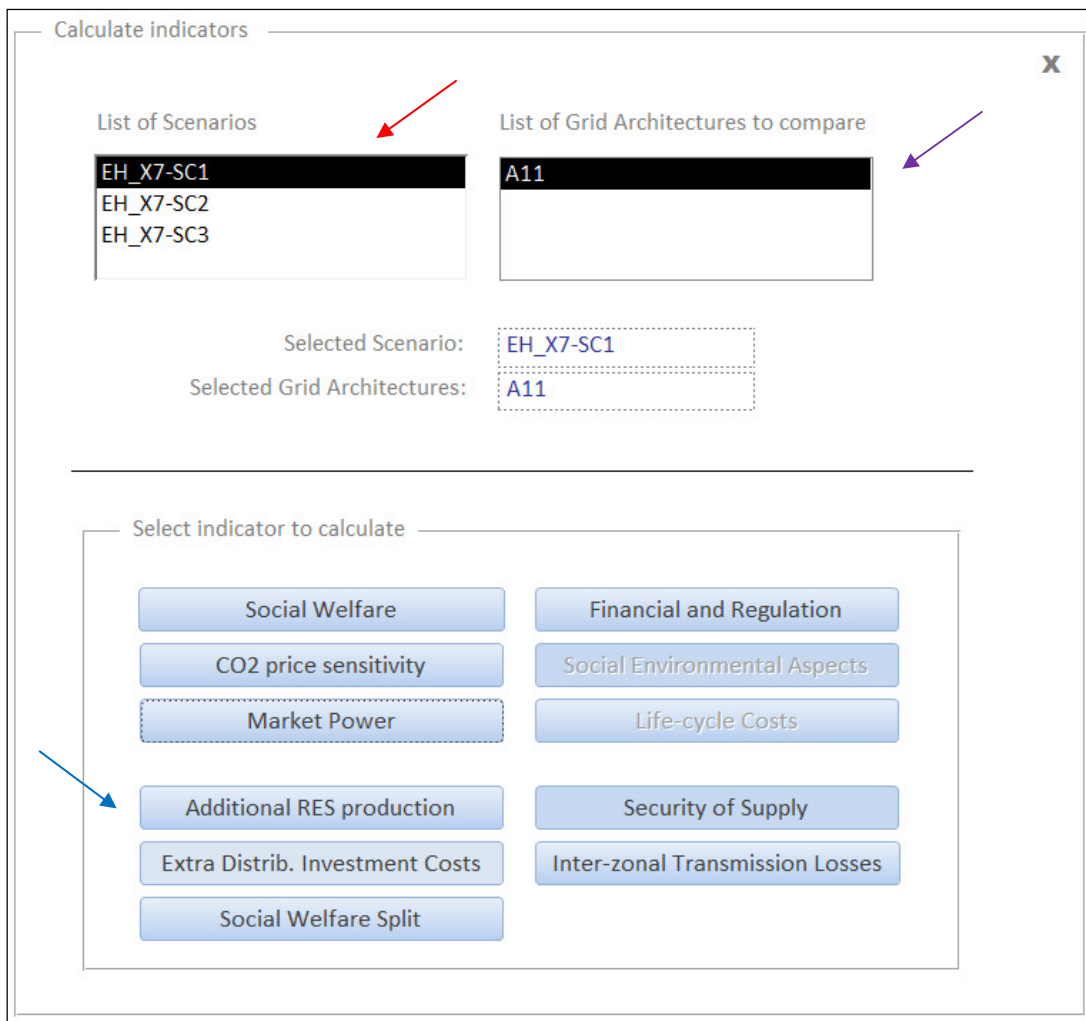 Calculate indicators
X
List of Scenarios
List of Grid Architectures to compare
EH_X7-SC1
EH_X7-SC2
EH_X7-SC3
A11
Selected Scenario:
EH_X7-SC1
Selected Grid Architectures:
A11
Select indicator to calculate
Social Welfare
Financial and Regulation
CO2 price sensitivity
Social Environmental Aspects
Market Power
Life-cycle Costs
Additional RES production
Security of Supply
Extra Distrib. Investment Costs
Inter-zonal Transmission Losses
Social Welfare Split